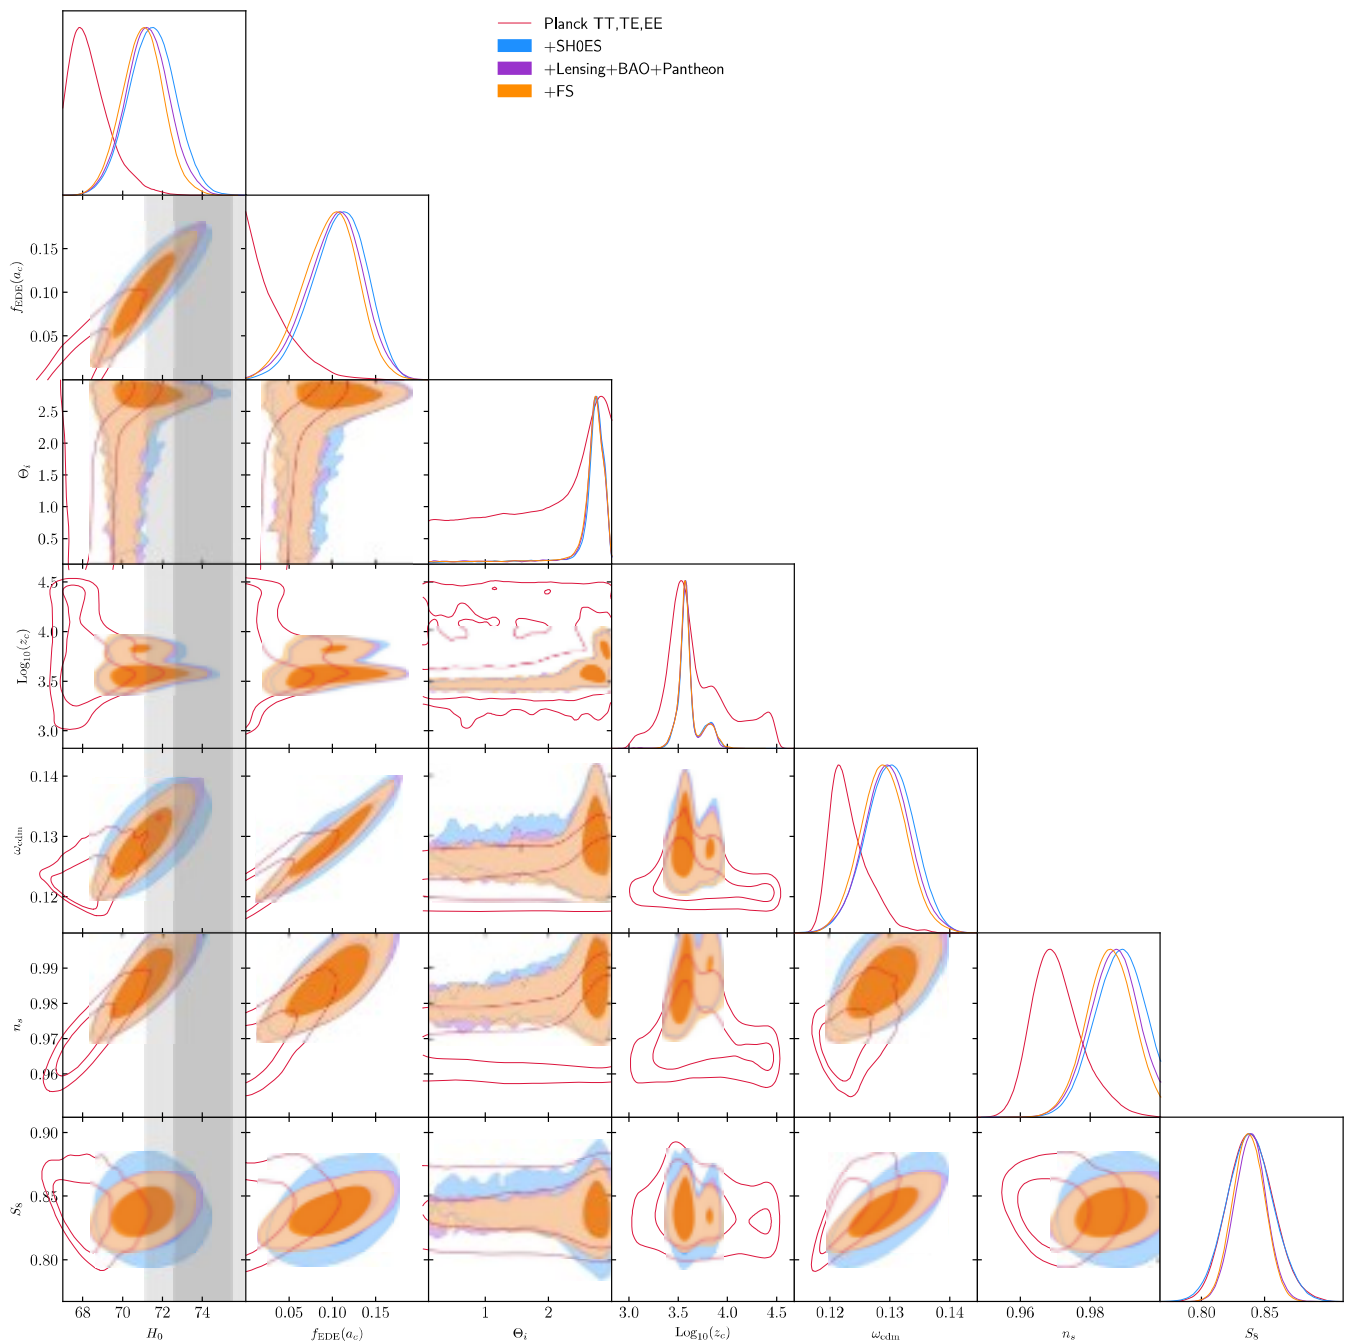 Planck TT,TE,EE
+SH0ES
+Lensing+BAO+Pantheon
+FS
0.15
0.10
0.05
f_EDE(a_c)
2.5
2.0
1.5
1.0
0.5
Θ_i
4.5
4.0
3.5
3.0
Log₁₀(z_c)
0.14
0.13
0.12
ω_cdm
0.99
0.98
0.97
0.96
n_s
0.90
0.85
0.80
S_8
68 70 72 74 0.05 0.10 0.15 1 2 3.0 3.5 4.0 4.5 0.12 0.13 0.14 0.96 0.98 0.80 0.85
H_0 f_EDE(a_c) Θ_i Log₁₀(z_c) ω_cdm n_s S_8